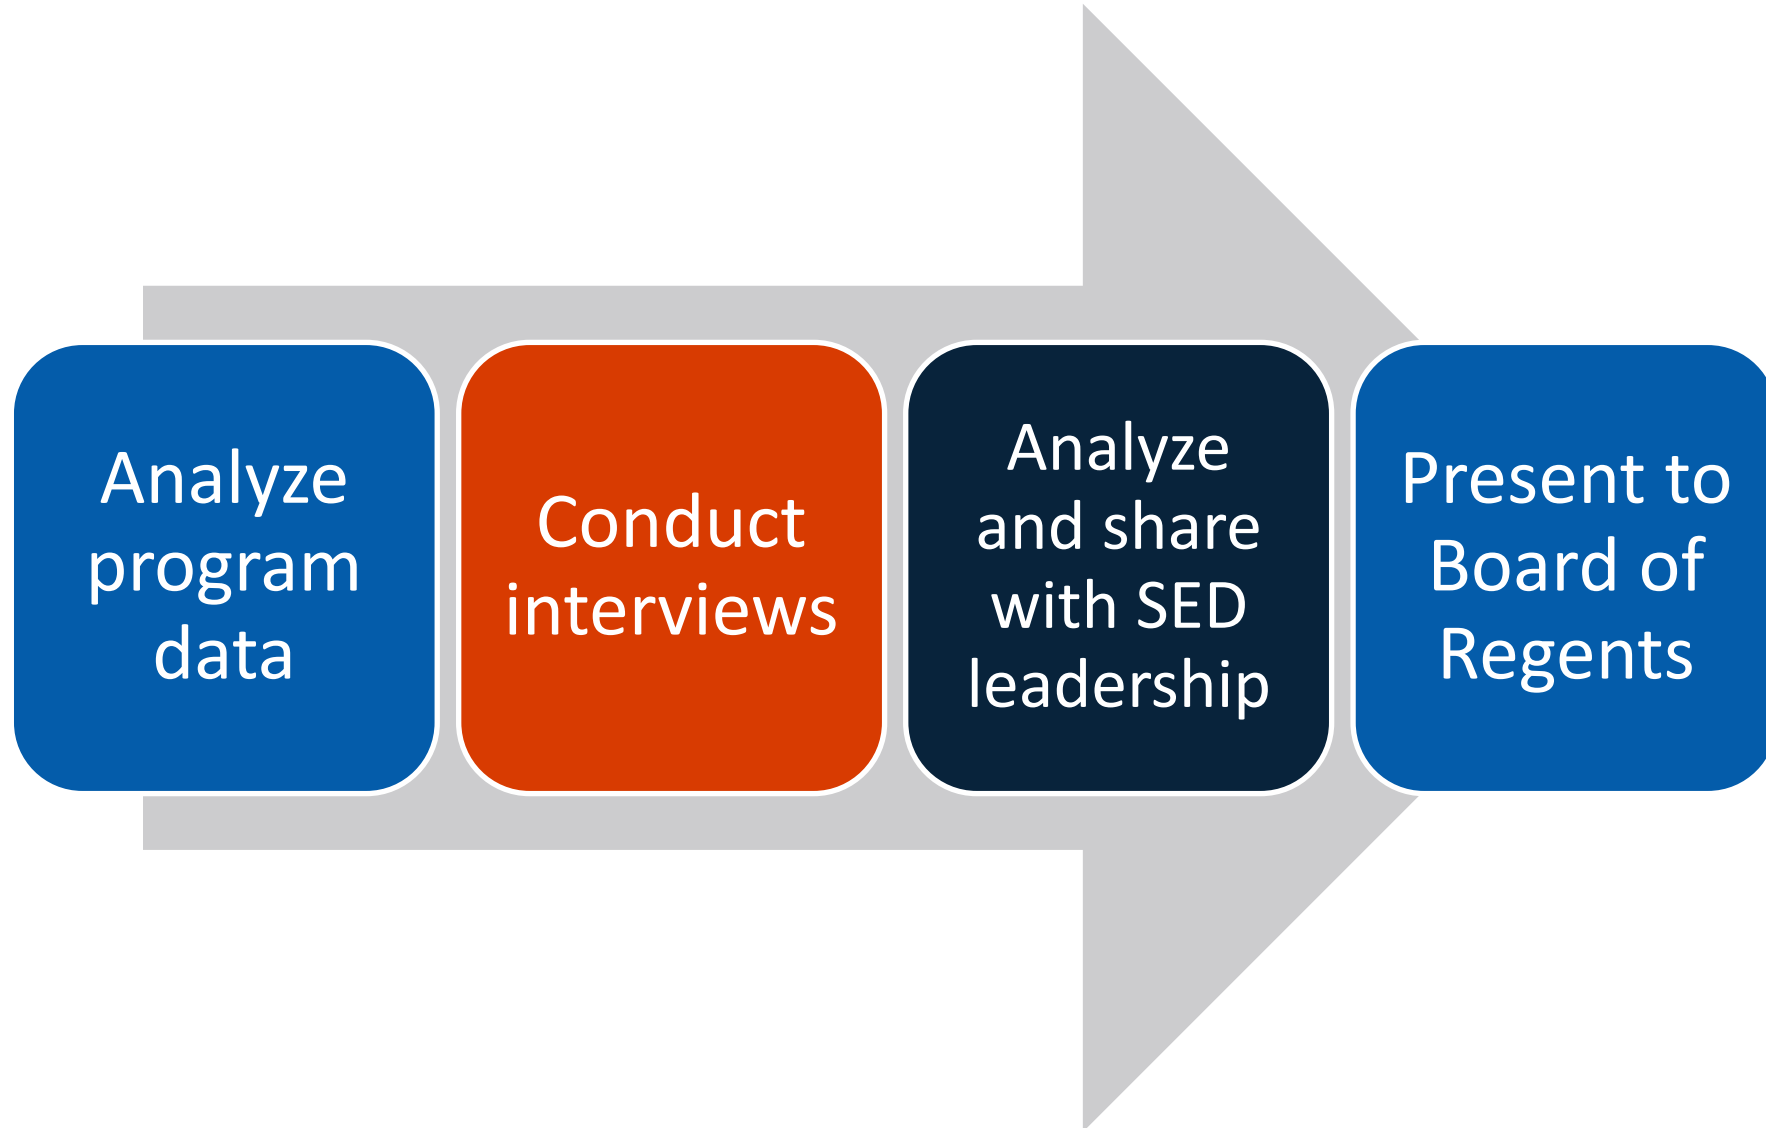 Analyze
program
data
Conduct
interviews
Analyze
and share
with SED
leadership
Present to
Board of
Regents